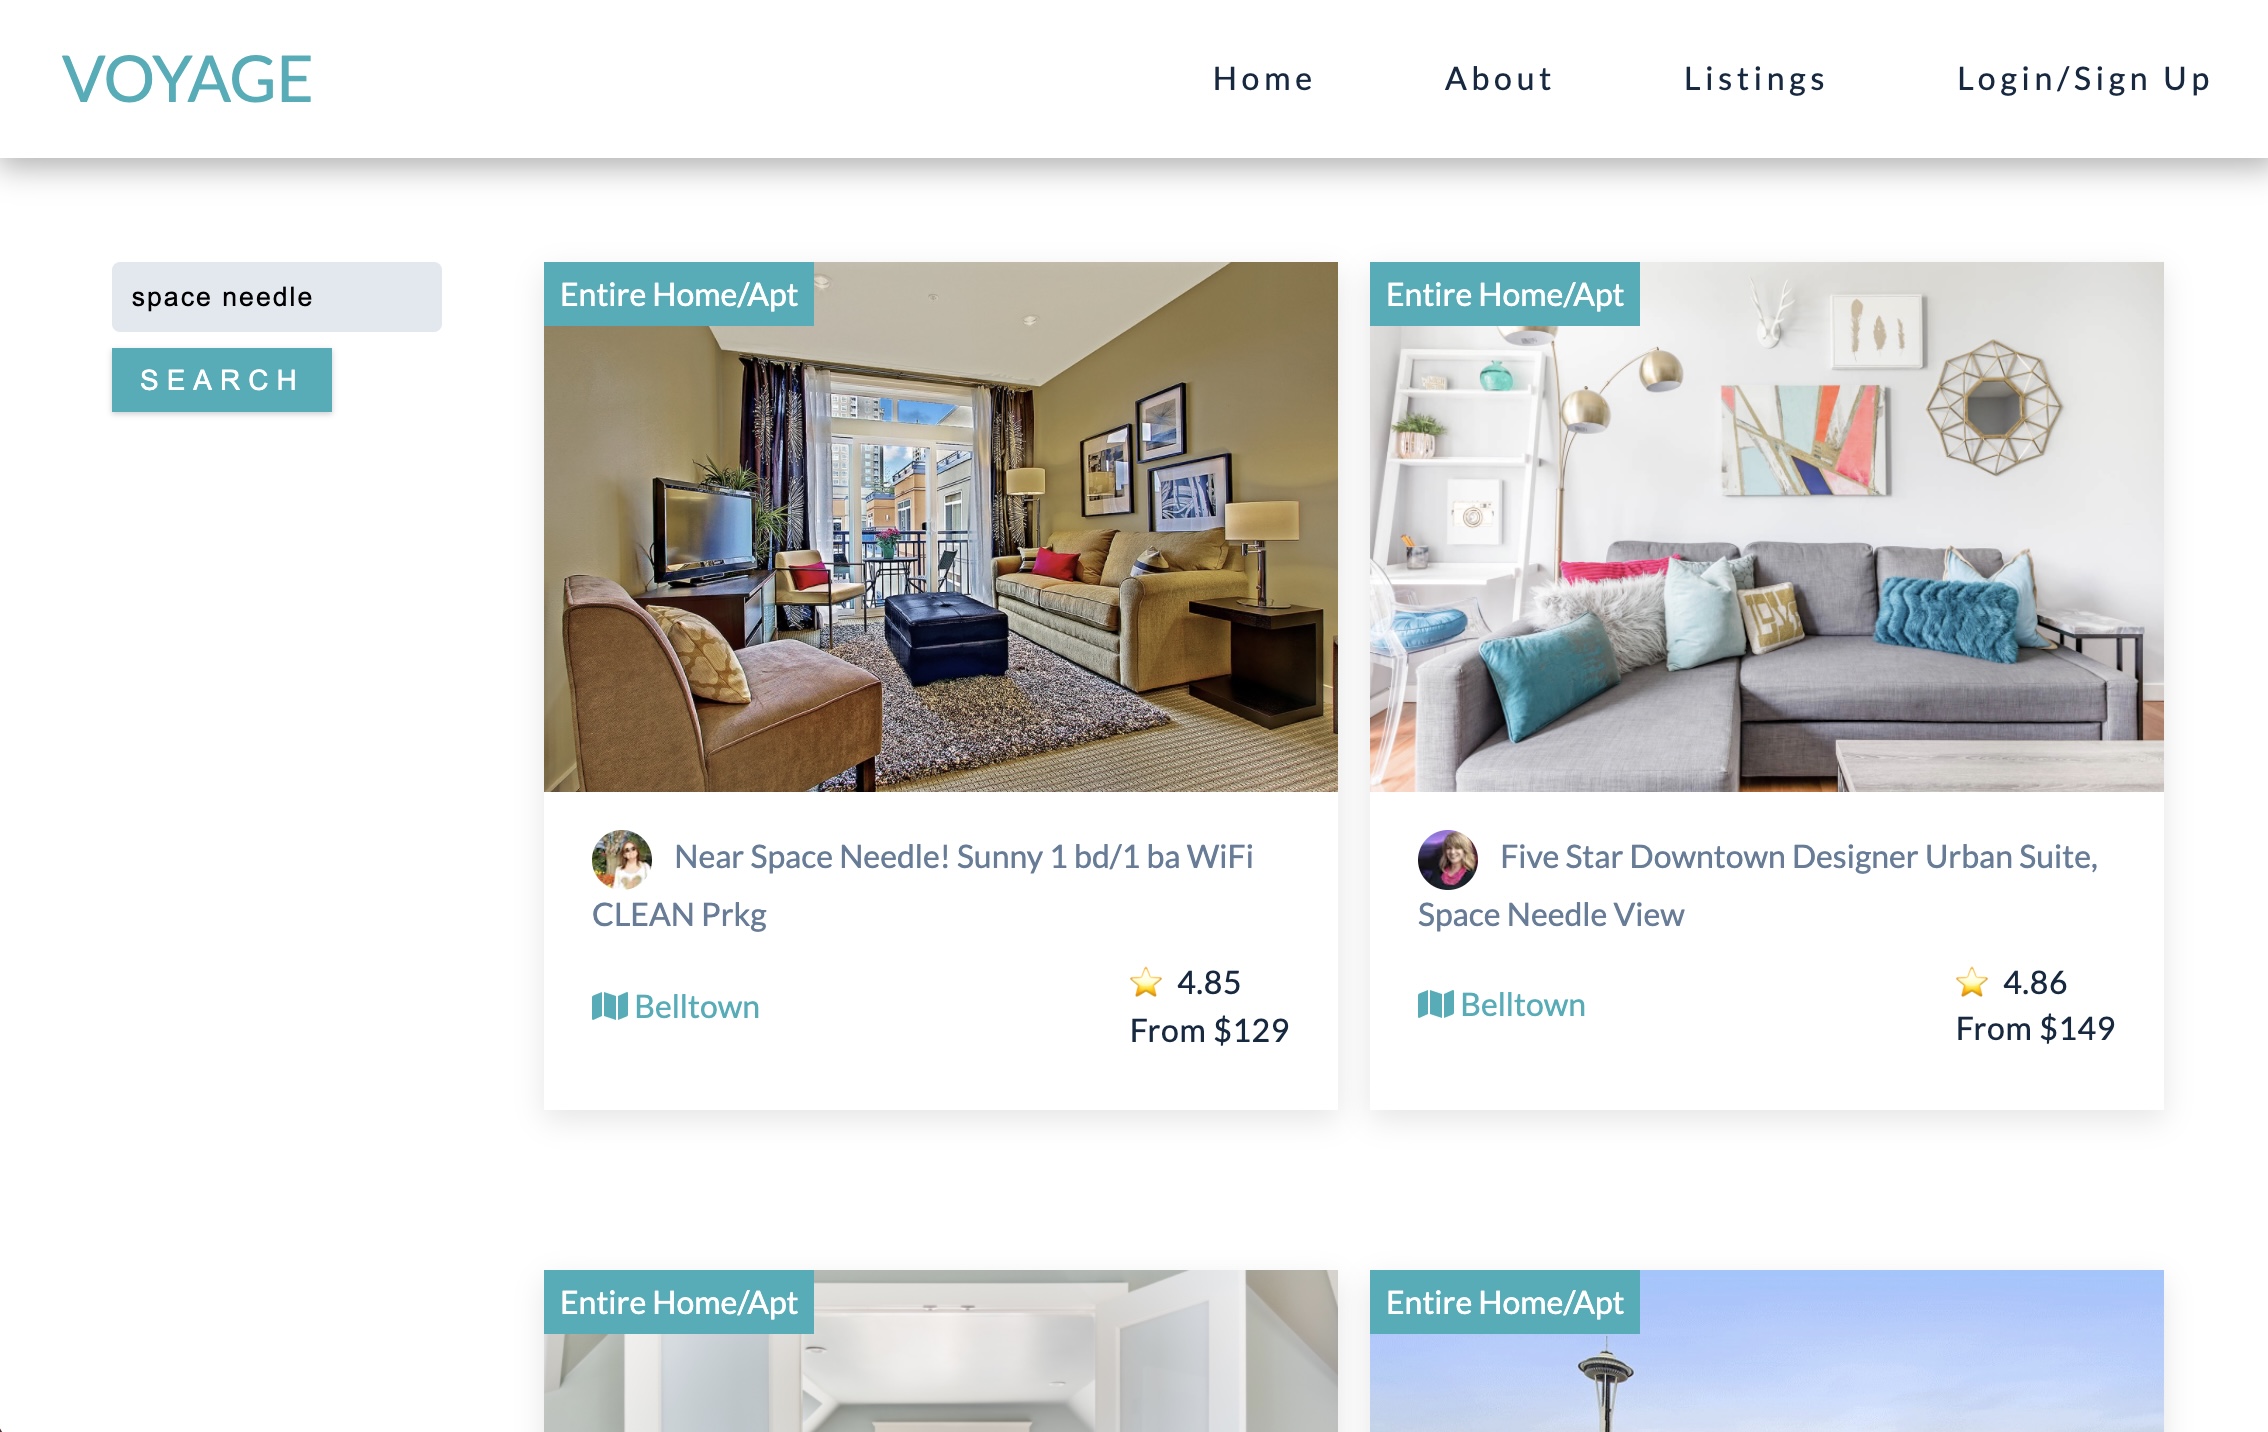 VOYAGE
Home
About
Listings
Login/Sign Up
space needle
SEARCH
Entire Home/Apt
Near Space Needle! Sunny 1 bd/1 ba WiFi
CLEAN Prkg
Belltown
4.85
From $129
Entire Home/Apt
Five Star Downtown Designer Urban Suite,
Space Needle View
Belltown
4.86
From $149
Entire Home/Apt
Entire Home/Apt